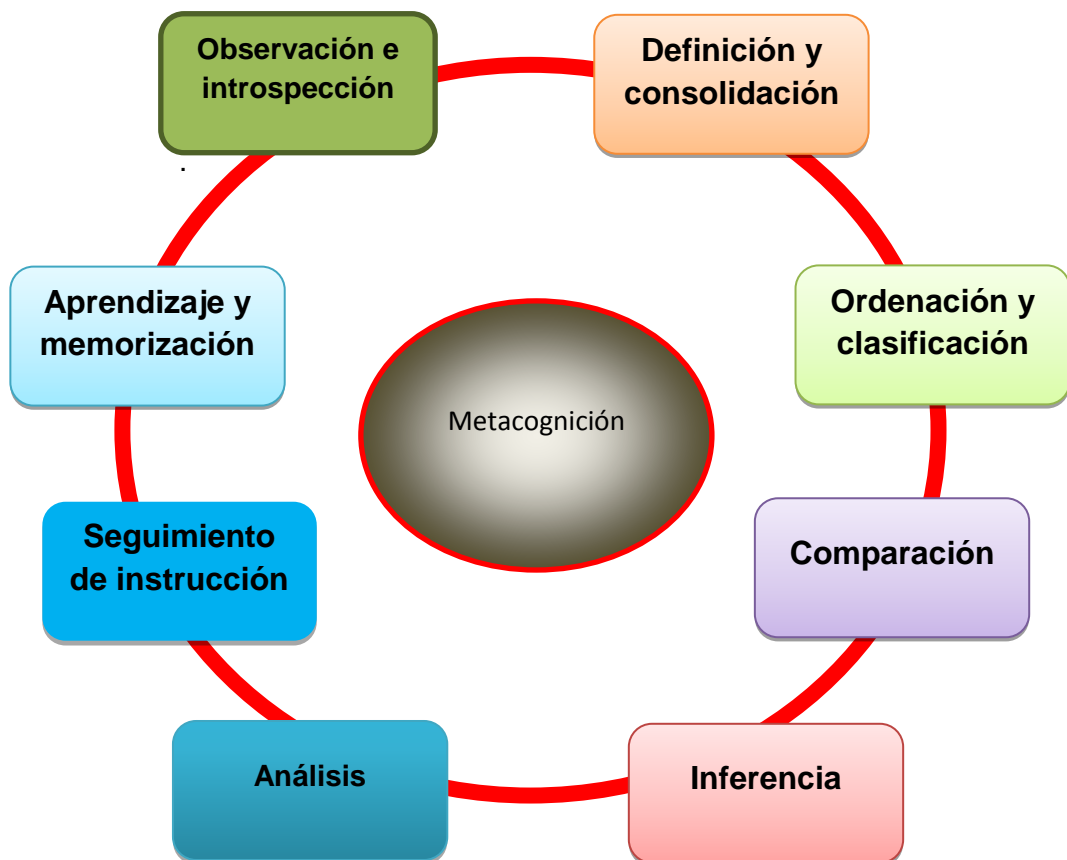 Observación e
introspección
Definición y
consolidación
.
Aprendizaje y
memorización
Ordenación y
clasificación
Metacognición
Seguimiento
de instrucción
Comparación
Análisis
Inferencia